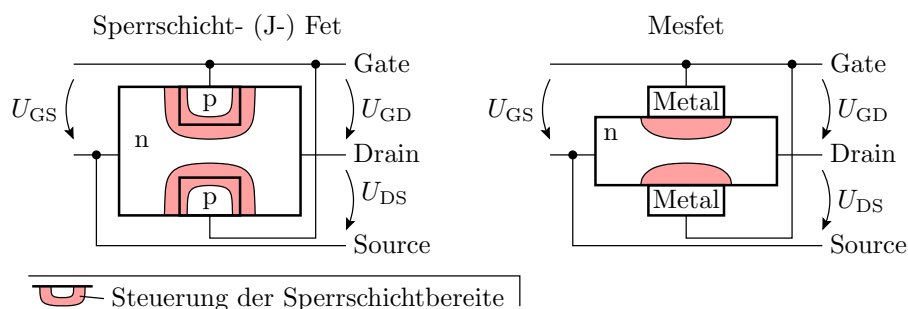 Sperrschicht- (J-) Fet
Mesfet
Gate
U_GS
p
U_GD
n
Drain
p
U_DS
Source
Gate
U_GS
Metal
U_GD
n
Drain
Metal
U_DS
Source
Steuerung der Sperrschichtbereite